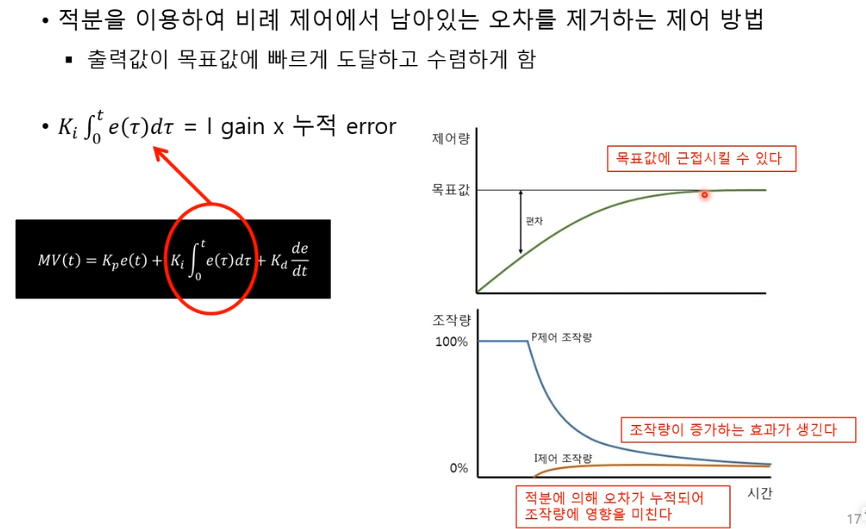 • 적분을 이용하여 비례 제어에서 남아있는 오차를 제거하는 제어 방법
▪ 출력값이 목표값에 빠르게 도달하고 수렴하게 함
• K_i ∫_0^t e(τ)dτ = I gain x 누적 error
MV(t) = K_p e(t) + K_i ∫_0^t e(τ)dτ + K_d de/dt
제어량
목표값에 근접시킬 수 있다
목표값
편차
조작량
100%
P제어 조작량
조작량이 증가하는 효과가 생긴다
I제어 조작량
0%
시간
적분에 의해 오차가 누적되어
조작량에 영향을 미친다
17